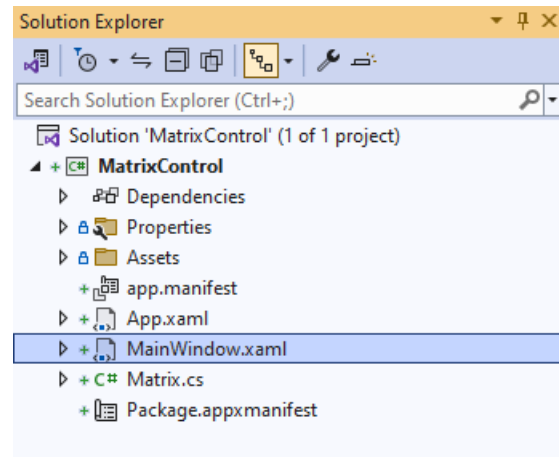 Solution Explorer
Search Solution Explorer (Ctrl+;)
Solution 'MatrixControl' (1 of 1 project)
C# MatrixControl
Dependencies
Properties
Assets
app.manifest
App.xaml
MainWindow.xaml
C# Matrix.cs
Package.appxmanifest